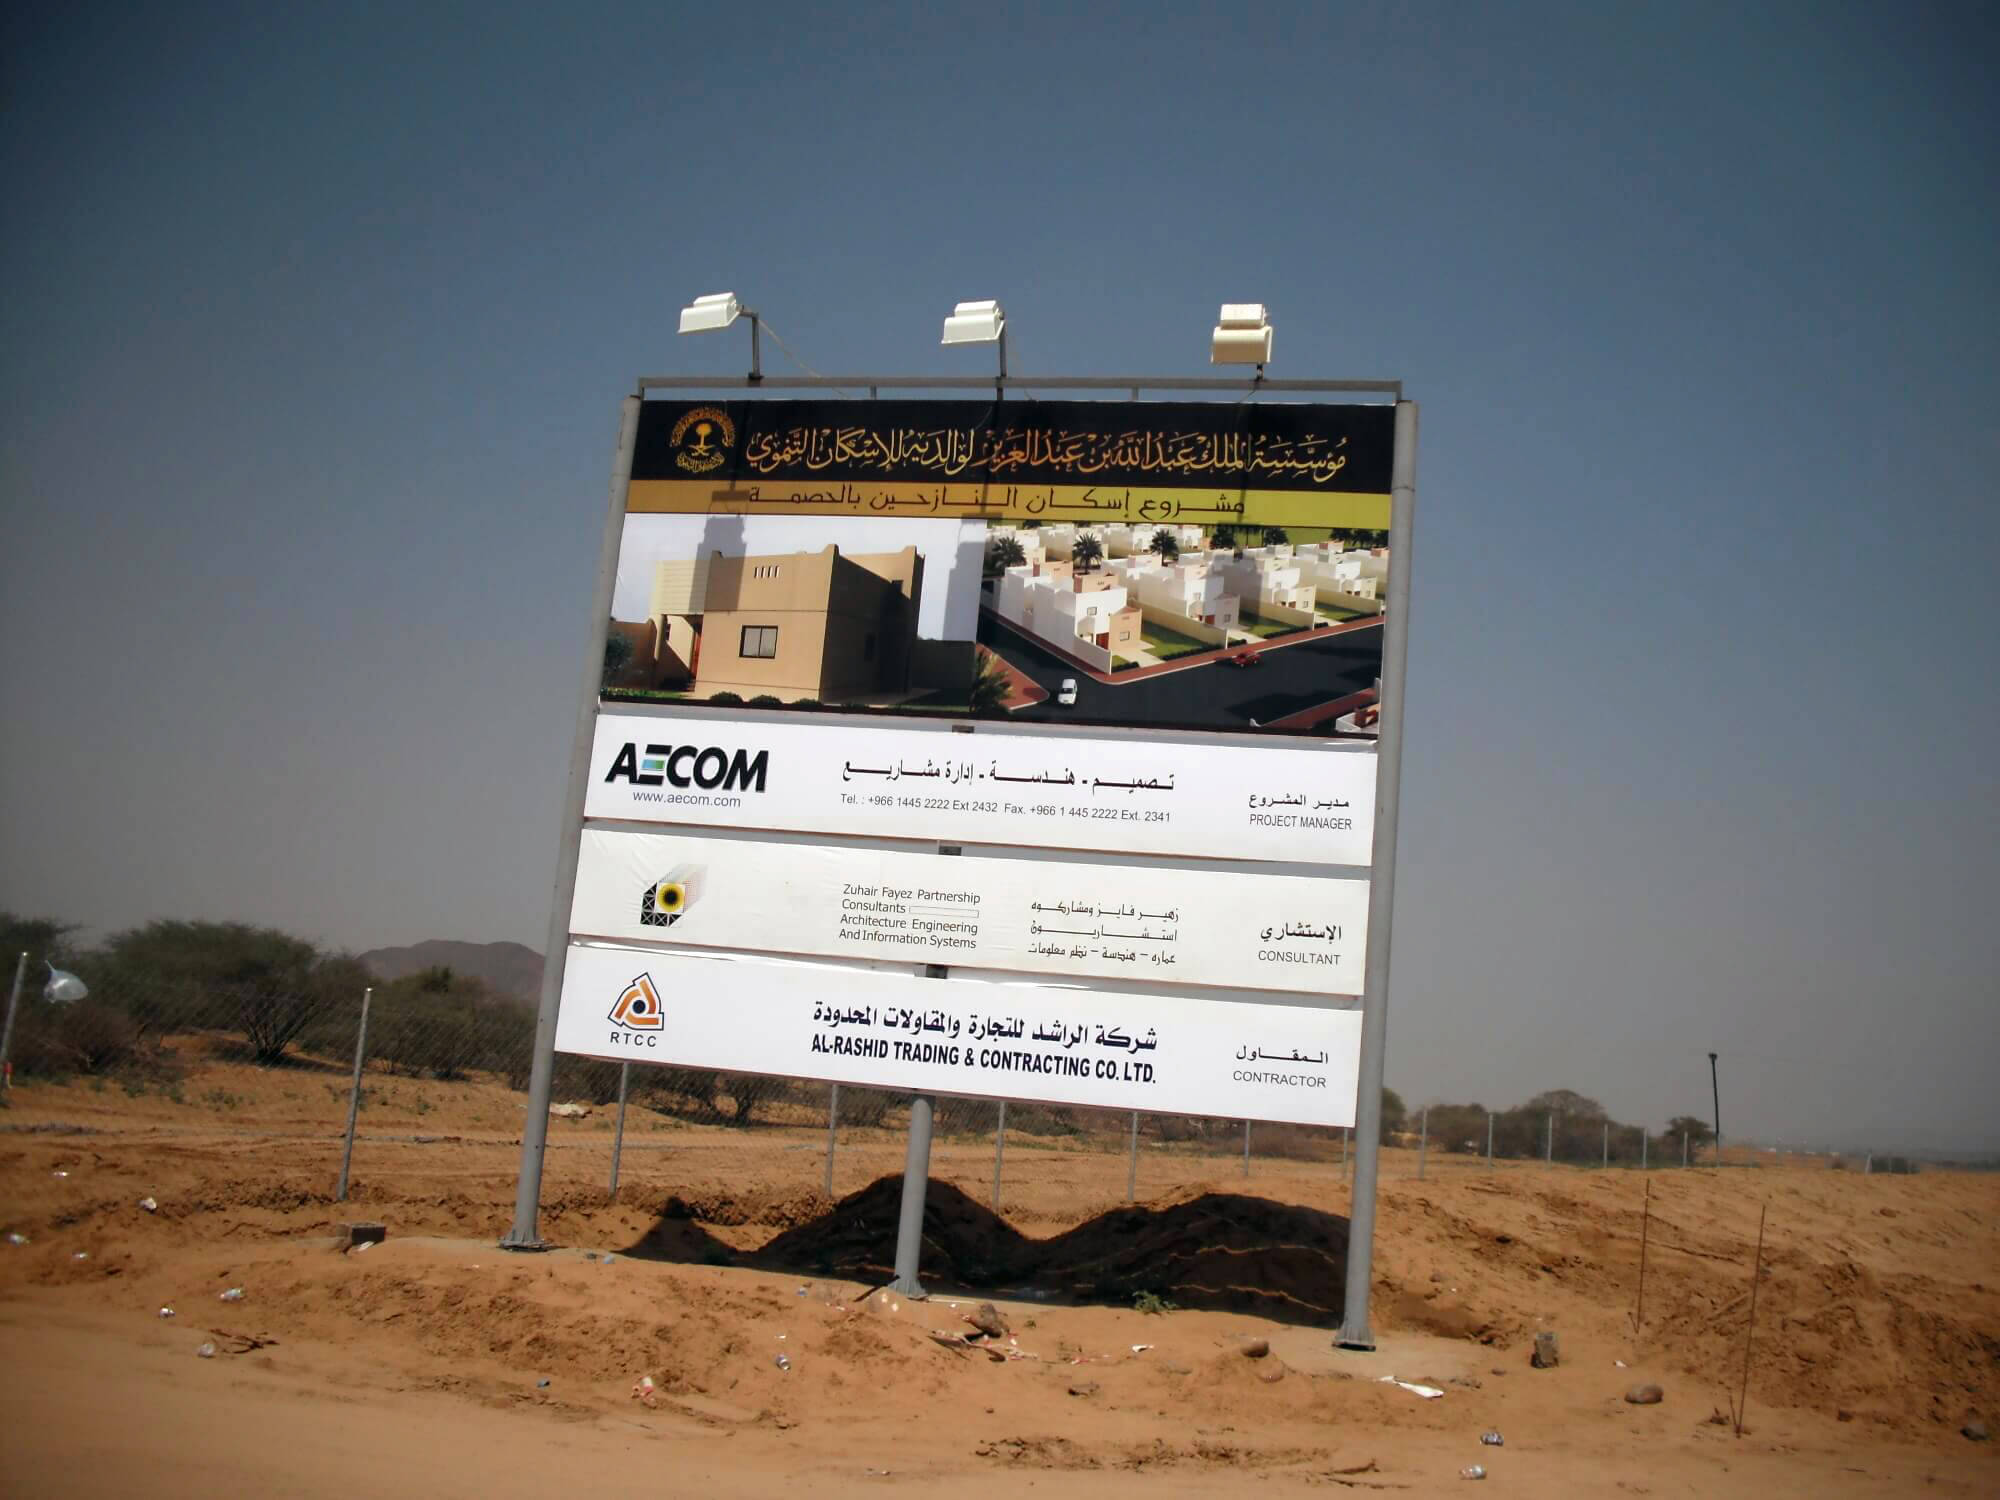 مؤسسة الملك عبدالله بن عبدالعزيز لوالديه للإسكان التنموي
مشروع إسكان النازحين بالحصمة
AECOM
www.aecom.com
تصميم - هندسة - إدارة مشاريع
Tel. : +966 1445 2222 Ext 2432 Fax. +966 1 445 2222 Ext. 2341
مدير المشروع
PROJECT MANAGER
Zuhair Fayez Partnership
Consultants
Architecture Engineering
And Information Systems
زهير فايز ومشاركوه
استشاريون
عماره - هندسة - نظم معلومات
الإستشاري
CONSULTANT
RTCC
شركة الراشد للتجارة والمقاولات المحدودة
AL-RASHID TRADING & CONTRACTING CO. LTD.
المقاول
CONTRACTOR